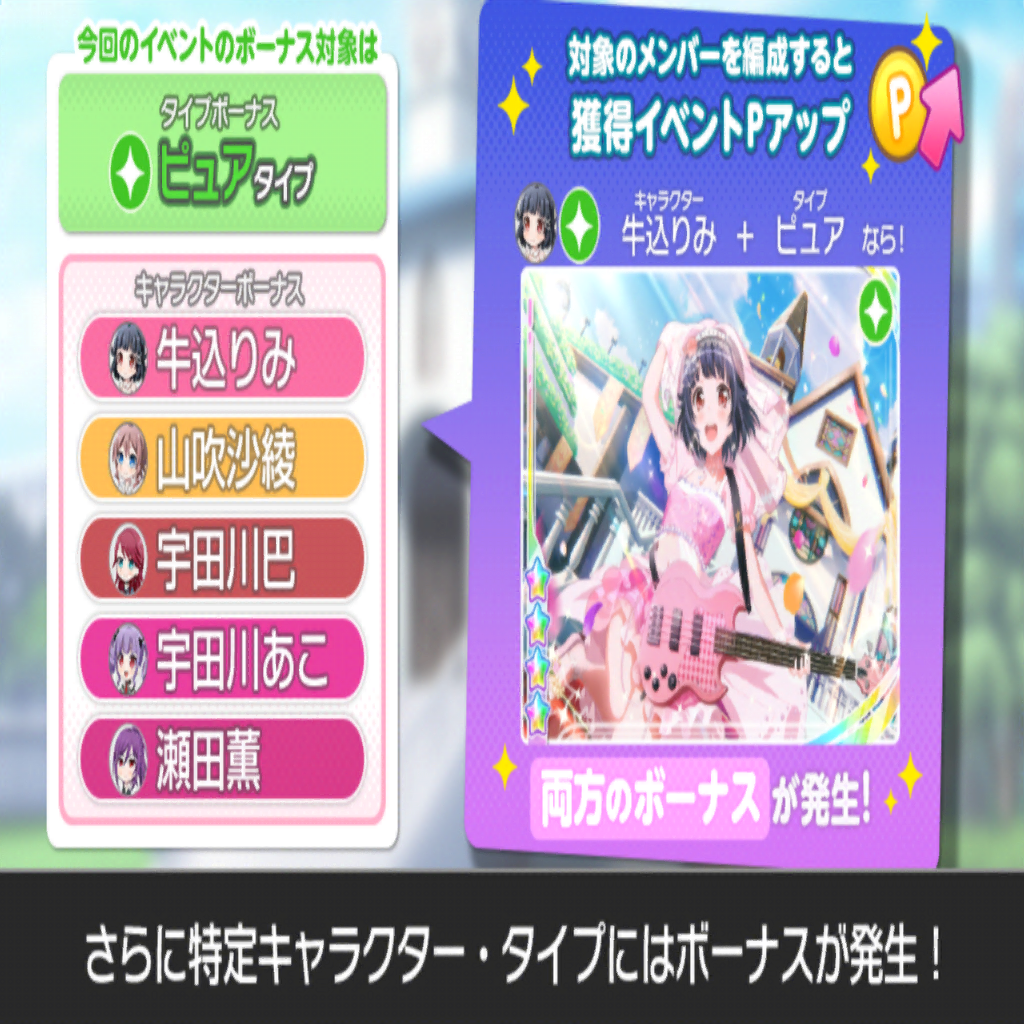 今回のイベントのボーナス対象は
タイプボーナス
ピュアタイプ
キャラクターボーナス
牛込りみ
山吹沙綾
宇田川巴
宇田川あこ
瀬田薫
対象のメンバーを編成すると
獲得イベントPアップ
P
キャラクター タイプ
牛込りみ + ピュア なら!
両方のボーナスが発生!
さらに特定キャラクター・タイプにはボーナスが発生！